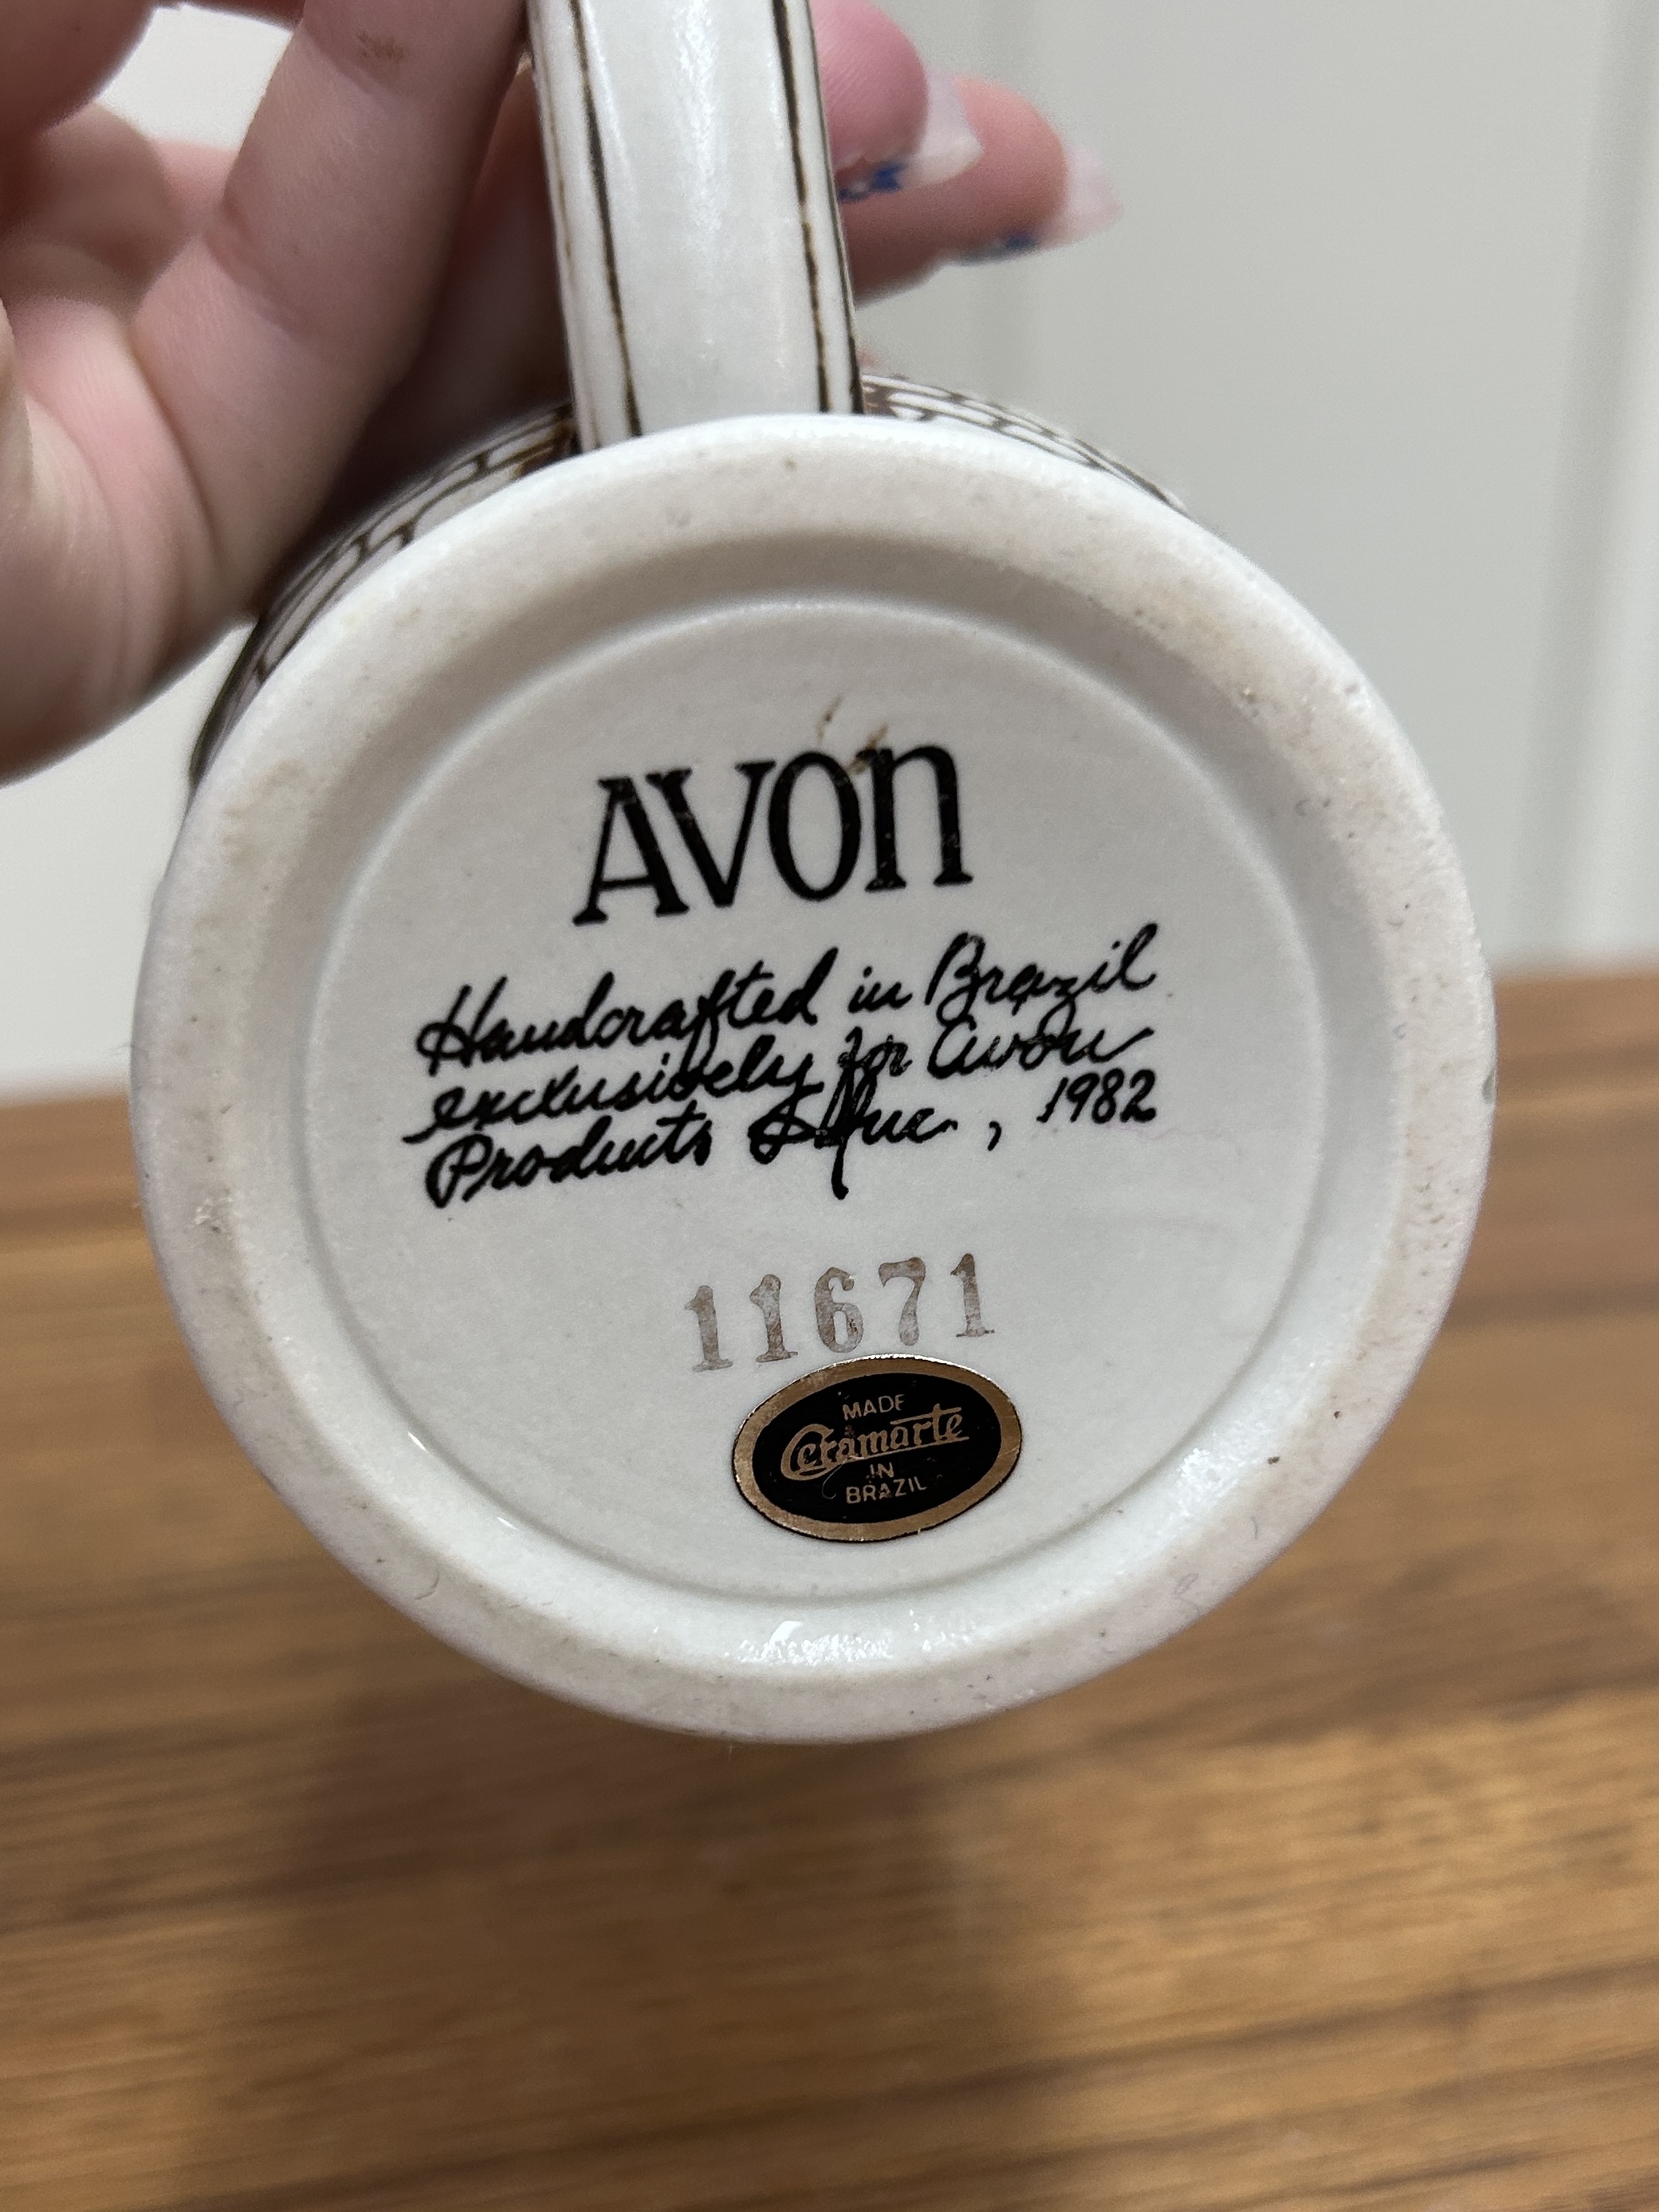 AVON
Handcrafted in Brazil
exclusively for Avon
Products Inc., 1982
11671
MADE
Ceramarte
IN
BRAZIL